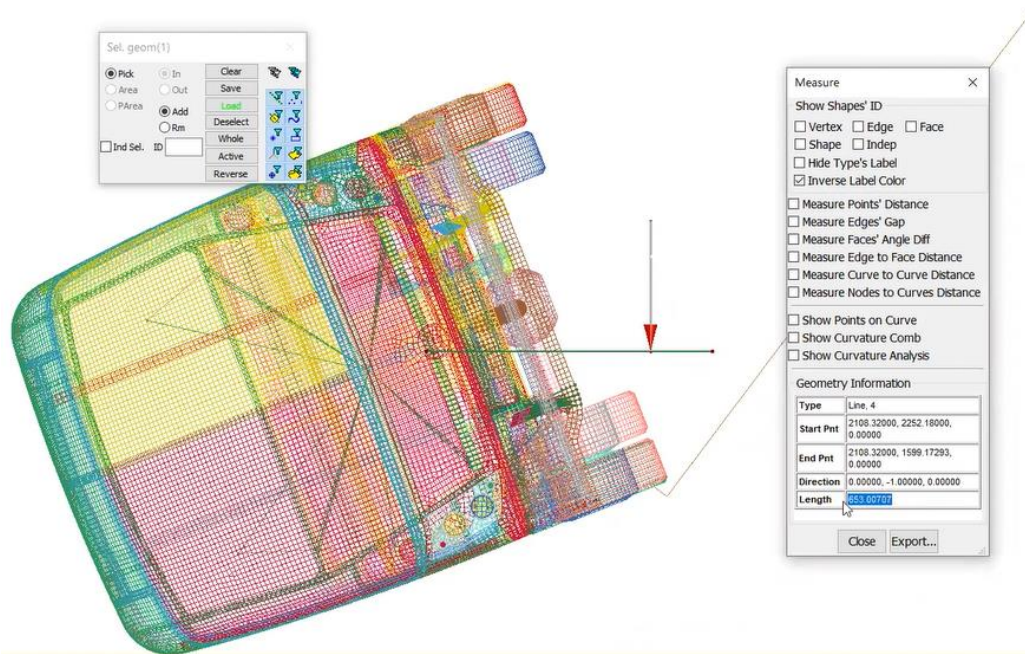 Sel. geom(1)
Pick
In
Clear
Area
Out
Save
PArea
Load
Add
Deselect
Rm
Whole
Ind Sel.
ID
Active
Reverse
Measure
Show Shapes' ID
Vertex
Edge
Face
Shape
Indep
Hide Type's Label
Inverse Label Color
Measure Points' Distance
Measure Edges' Gap
Measure Faces' Angle Diff
Measure Edge to Face Distance
Measure Curve to Curve Distance
Measure Nodes to Curves Distance
Show Points on Curve
Show Curvature Comb
Show Curvature Analysis
Geometry Information
Type Line, 4
Start Pnt 2108.32000, 2252.18000,
0.00000
End Pnt 2108.32000, 1599.17293,
0.00000
Direction 0.00000, -1.00000, 0.00000
Length 653.00707
Close
Export...